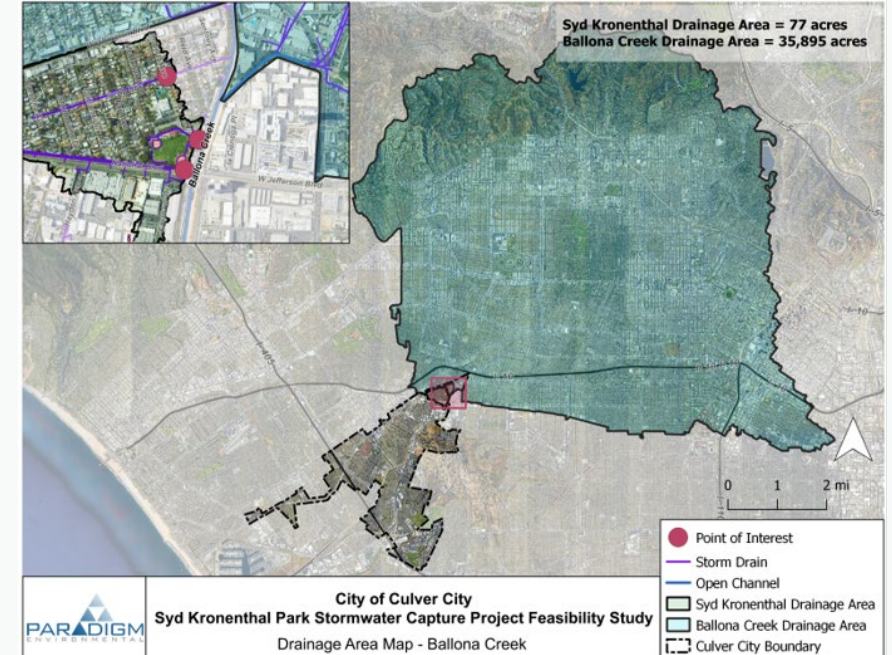 Syd Kronenthal Drainage Area = 77 acres
Ballona Creek Drainage Area = 35,895 acres
Ballona Creek
W Jefferson Blvd
I-405
I-10
I-10
0 1 2 mi
Point of Interest
Storm Drain
Open Channel
Syd Kronenthal Drainage Area
Ballona Creek Drainage Area
Culver City Boundary
PARADIGM
ENVIRONMENTAL
City of Culver City
Syd Kronenthal Park Stormwater Capture Project Feasibility Study
Drainage Area Map - Ballona Creek